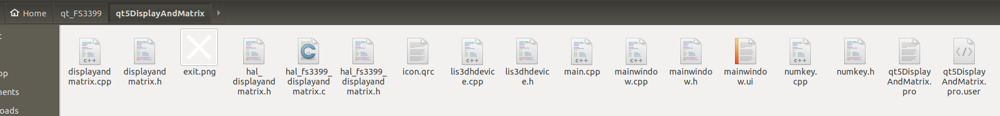 Home qt_FS3399 qt5DisplayAndMatrix
t
op
nents
oads
c++
displayand
matrix.cpp
displayand
matrix.h
exit.png
hal_
displayand
matrix.h
C
hal_fs3399_
displayand
matrix.c
hal_fs3399_
displayand
matrix.h
icon.qrc
c++
lis3dhdevic
e.cpp
lis3dhdevic
e.h
c++
main.cpp
c++
mainwindo
w.cpp
mainwindo
w.h
mainwindo
w.ui
c++
numkey.
cpp
numkey.h
qt5Display
AndMatrix.
pro
</>
qt5Display
AndMatrix.
pro.user